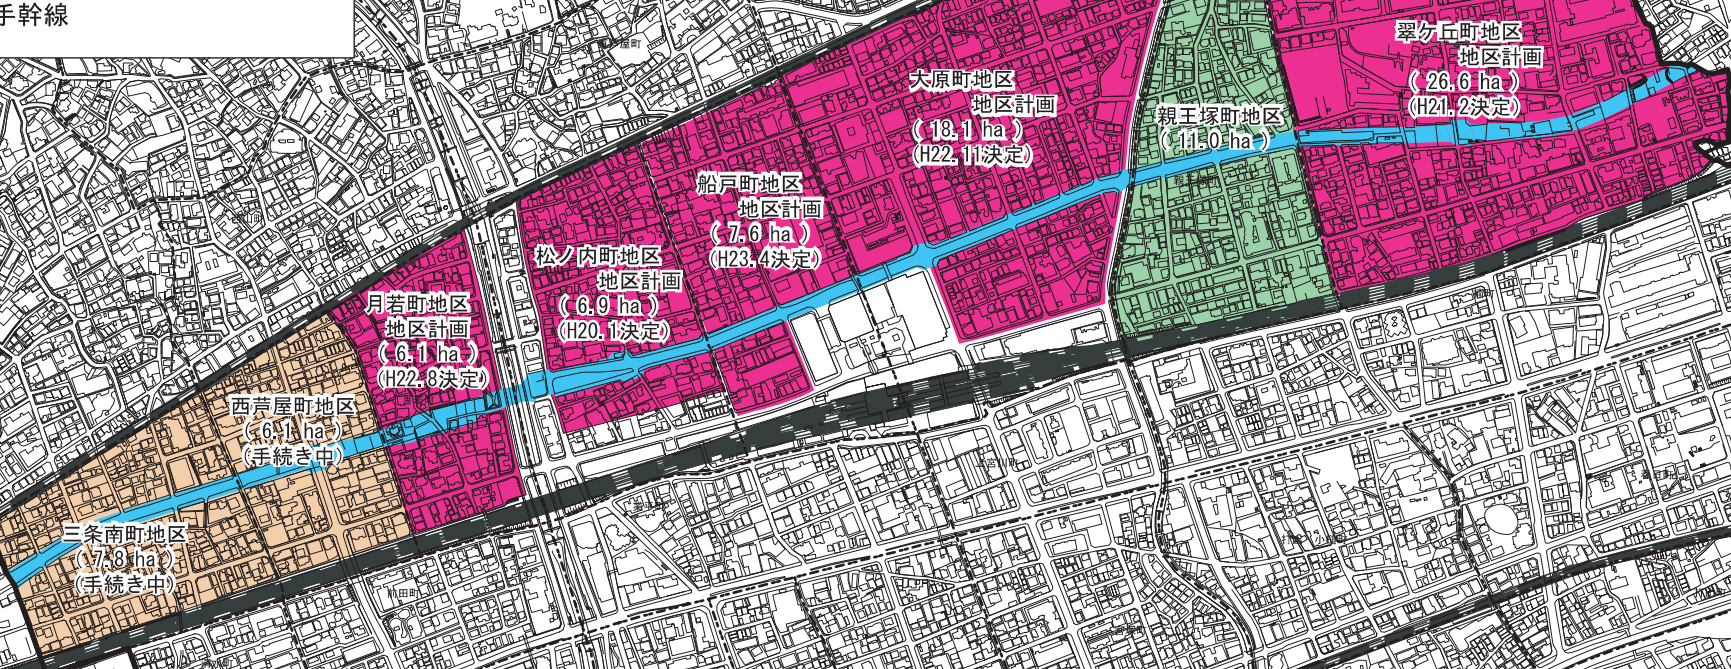 手幹線
翠ケ丘町地区
地区計画
( 26.6 ha )
(H21.2決定)
大原町地区
地区計画
( 18.1 ha )
(H22.11決定)
親王塚町地区
( 11.0 ha )
船戸町地区
地区計画
( 7.6 ha )
(H23.4決定)
松ノ内町地区
地区計画
( 6.9 ha )
(H20.1決定)
月若町地区
地区計画
( 6.1 ha )
(H22.8決定)
西芦屋町地区
( 6.1 ha )
(手続き中)
三条南町地区
( 7.8 ha )
(手続き中)
前田町